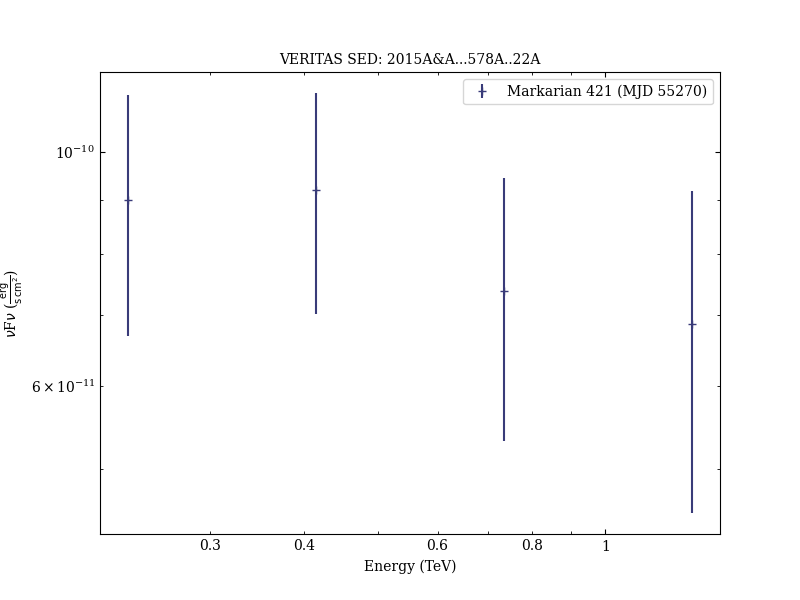 VERITAS SED: 2015A&A...578A..22A
Markarian 421 (MJD 55270)
10⁻¹⁰
6 × 10⁻¹¹
νFν (erg / s cm²)
0.3 0.4 0.6 0.8 1
Energy (TeV)